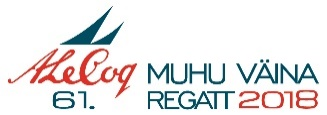 A.Le Coq
MUHU VÄINA
61. REGATT 2018